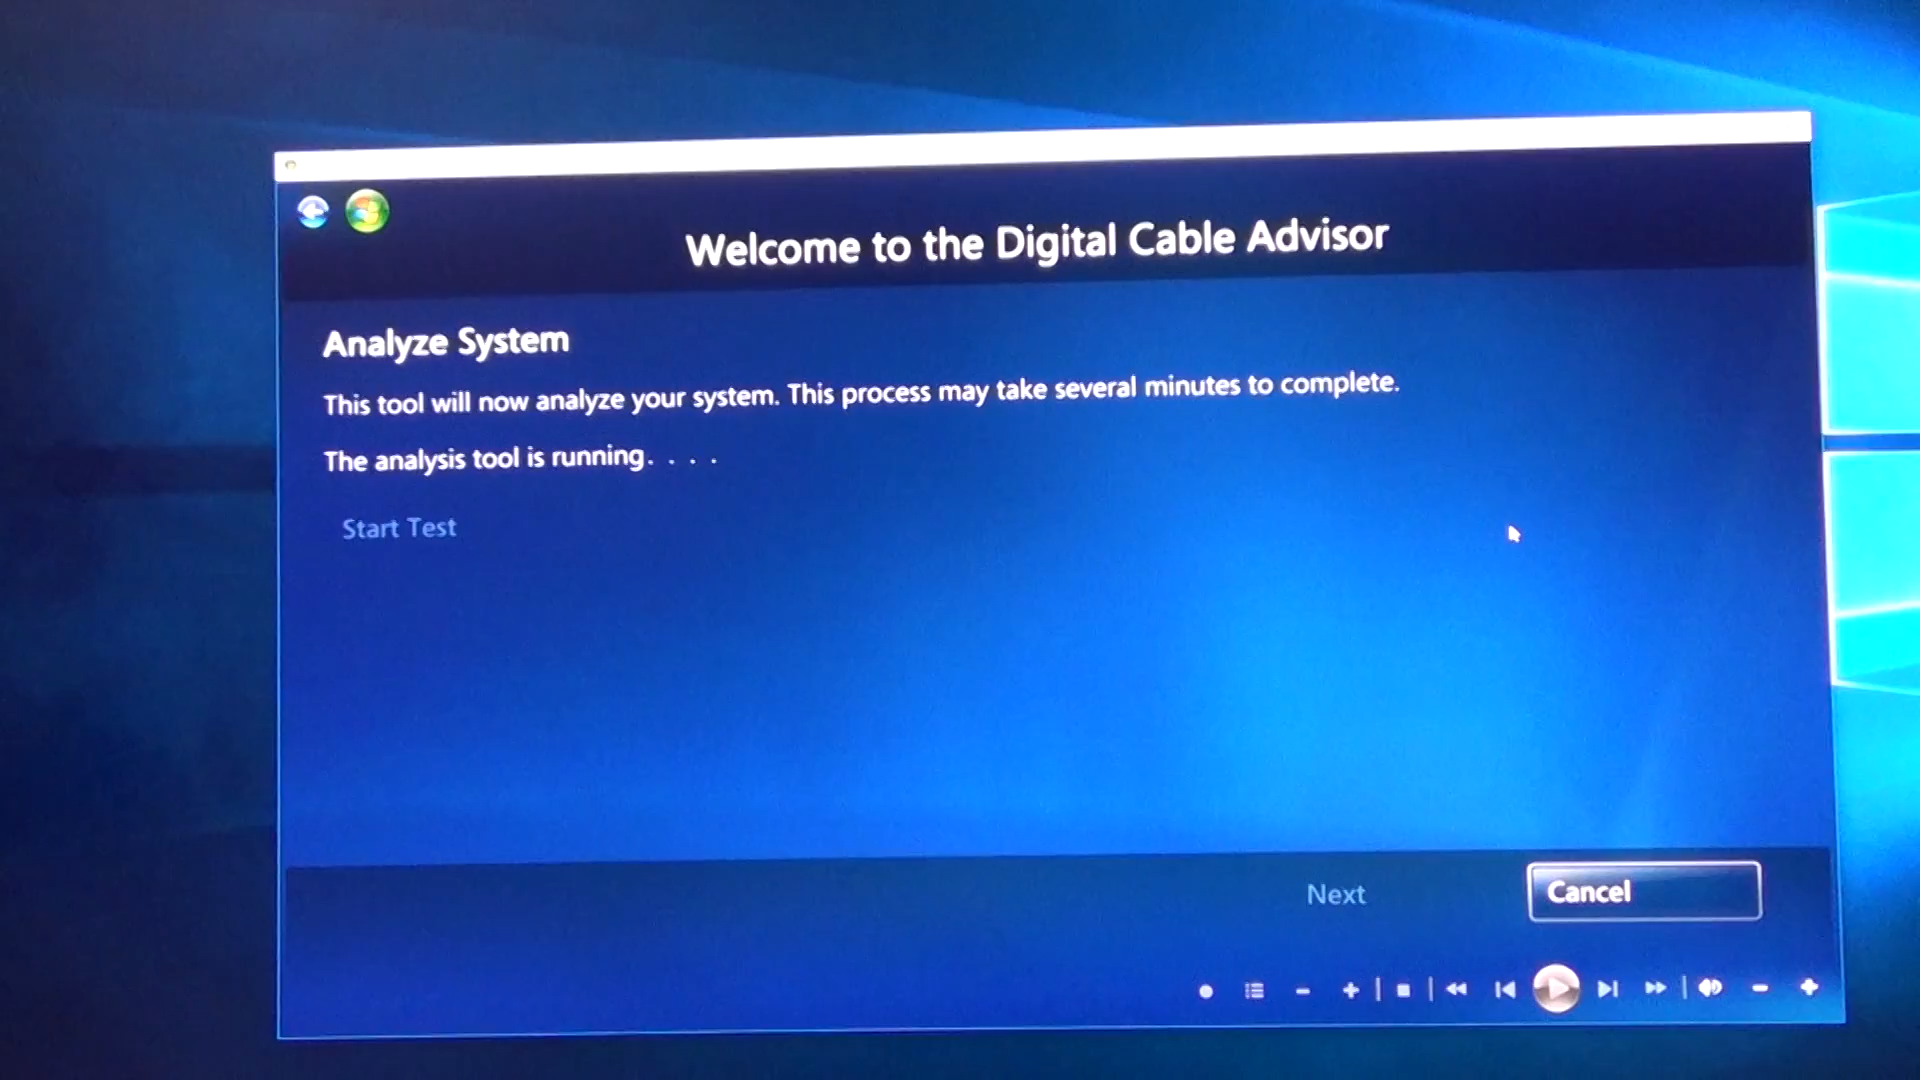 Welcome to the Digital Cable Advisor
Analyze System
This tool will now analyze your system. This process may take several minutes to complete.
The analysis tool is running. . . .
Start Test
Next
Cancel